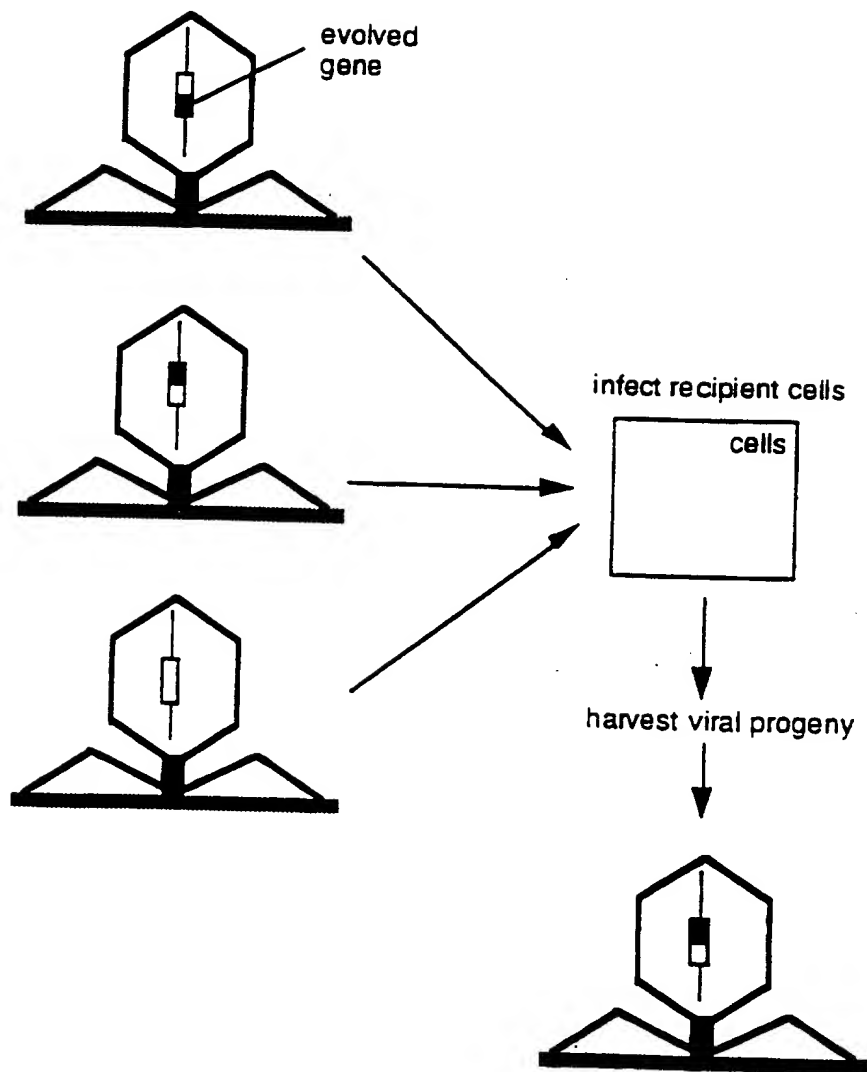 evolved
gene
infect recipient cells
cells
harvest viral progeny